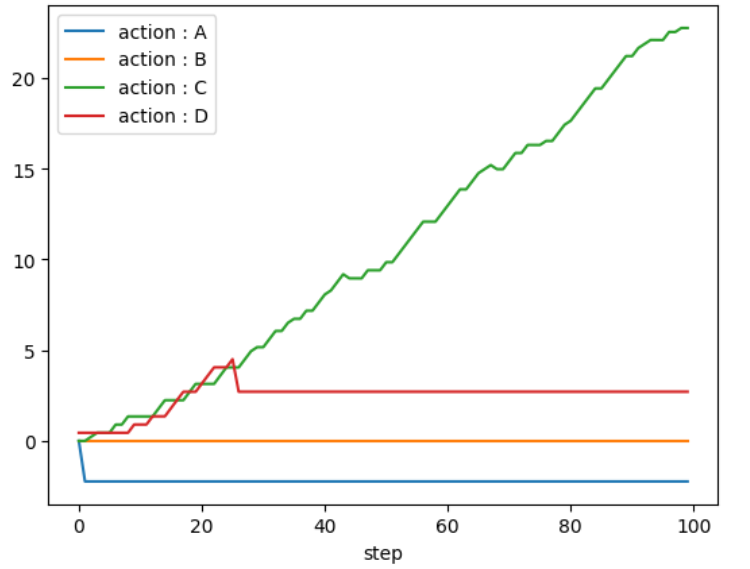 action : A
action : B
action : C
action : D
20
15
10
5
0
0 20 40 60 80 100
step